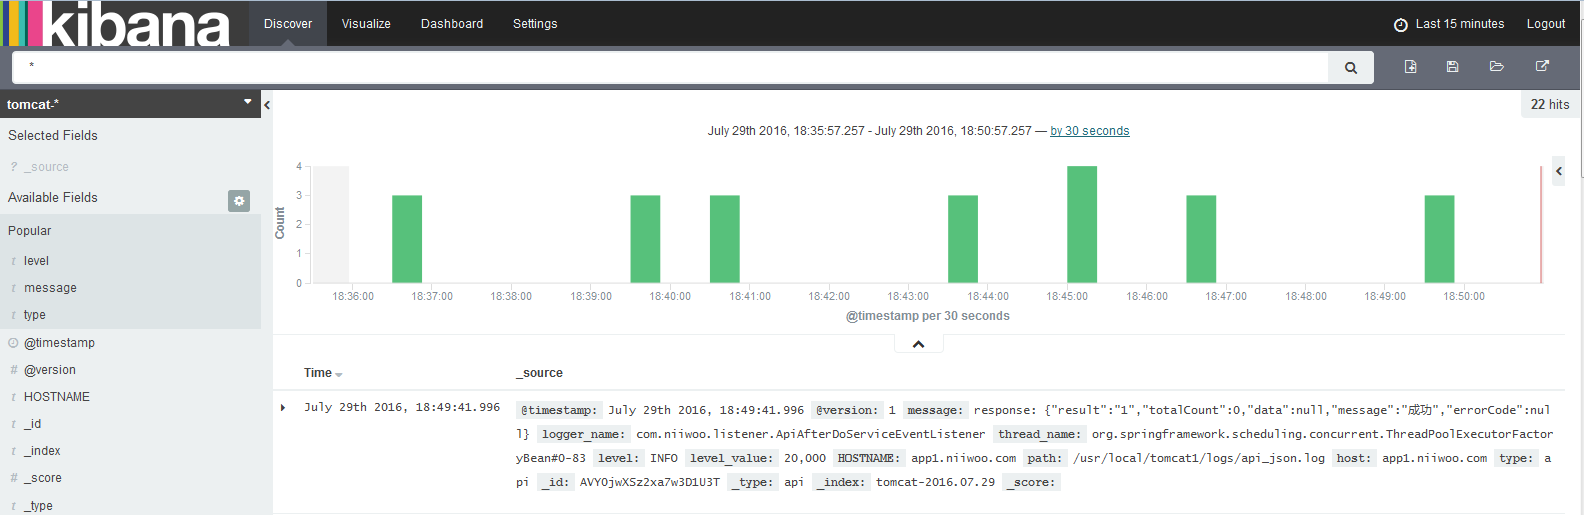 kibana Discover Visualize Dashboard Settings Last 15 minutes Logout
*
tomcat-*
22 hits
Selected Fields
? _source
Available Fields
Popular
t level
t message
t type
@timestamp
# @version
t HOSTNAME
t _id
t _index
# _score
t _type
July 29th 2016, 18:35:57.257 - July 29th 2016, 18:50:57.257 — by 30 seconds
Count
4
3
2
1
0
18:36:00 18:37:00 18:38:00 18:39:00 18:40:00 18:41:00 18:42:00 18:43:00 18:44:00 18:45:00 18:46:00 18:47:00 18:48:00 18:49:00 18:50:00
@timestamp per 30 seconds
Time _source
July 29th 2016, 18:49:41.996 @timestamp: July 29th 2016, 18:49:41.996 @version: 1 message: response: {"result":"1","totalCount":0,"data":null,"message":"成功","errorCode":nul
l} logger_name: com.niiwoo.listener.ApiAfterDoServiceEventListener thread_name: org.springframework.scheduling.concurrent.ThreadPoolExecutorFactor
yBean#0-83 level: INFO level_value: 20,000 HOSTNAME: app1.niiwoo.com path: /usr/local/tomcat1/logs/api_json.log host: app1.niiwoo.com type: a
pi _id: AVY0jwXSz2xa7w3D1U3T _type: api _index: tomcat-2016.07.29 _score: